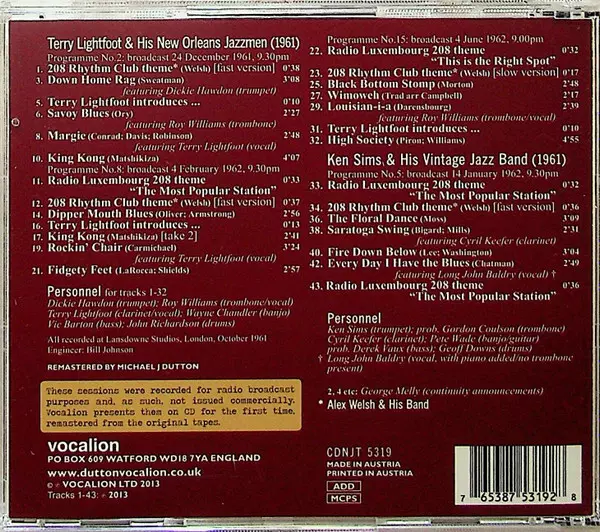 Terry Lightfoot & His New Orleans Jazzmen (1961)
Programme No.2: broadcast 24 December 1961, 9.30pm
1. 208 Rhythm Club theme* (Welsh) [fast version] 0'38
3. Down Home Rag (Sweatman) 3'08
featuring Dickie Hawdon (trumpet)
5. Terry Lightfoot introduces ... 0'10
6. Savoy Blues (Ory) 2'27
featuring Roy Williams (trombone)
8. Margie (Conrad; Davis; Robinson) 2'48
featuring Terry Lightfoot (vocal)
10. King Kong (Matshikiza) 4'07
Programme No.8: broadcast 4 February 1962, 9.30pm
11. Radio Luxembourg 208 theme 0'33
"The Most Popular Station"
12. 208 Rhythm Club theme* (Welsh) [fast version] 0'37
14. Dipper Mouth Blues (Oliver; Armstrong) 2'56
16. Terry Lightfoot introduces ... 0'13
17. King Kong (Matshikiza) [take 2] 2'41
19. Rockin' Chair (Carmichael) 3'24
featuring Terry Lightfoot (vocal)
21. Fidgety Feet (LaRocca; Shields) 2'57
Personnel for tracks 1-32
Dickie Hawdon (trumpet); Roy Williams (trombone/vocal)
Terry Lightfoot (clarinet/vocal); Wayne Chandler (banjo)
Vic Barton (bass); John Richardson (drums)
All recorded at Lansdowne Studios, London, October 1961
Engineer: Bill Johnson
REMASTERED BY MICHAEL J DUTTON
These sessions were recorded for radio broadcast
purposes and, as such, not issued commercially.
Vocalion presents them on CD for the first time,
remastered from the original tapes.
vocalion
PO BOX 609 WATFORD WD18 7YA ENGLAND
www.duttonvocalion.co.uk
© ℗ VOCALION LTD 2013
Tracks 1-43: ℗ 2013
Programme No.15: broadcast 4 June 1962, 9.00pm
22. Radio Luxembourg 208 theme 0'32
"This is the Right Spot"
23. 208 Rhythm Club theme* (Welsh) [slow version] 0'17
25. Black Bottom Stomp (Morton) 2'48
27. Wimoweh (Trad arr Campbell) 2'17
29. Louisian-i-a (Darensbourg) 2'39
featuring Roy Williams (trombone/vocal)
31. Terry Lightfoot introduces ... 0'10
32. High Society (Piron; Williams) 4'55
Ken Sims & His Vintage Jazz Band (1961)
Programme No.5: broadcast 14 January 1962, 9.30pm
33. Radio Luxembourg 208 theme 0'32
"The Most Popular Station"
34. 208 Rhythm Club theme* (Welsh) [fast version] 0'36
36. The Floral Dance (Moss) 3'09
38. Saratoga Swing (Bigard; Mills) 2'31
featuring Cyril Keefer (clarinet)
40. Fire Down Below (Lee; Washington) 3'04
42. Every Day I Have the Blues (Chatman) 2'49
featuring Long John Baldry (vocal) †
43. Radio Luxembourg 208 theme 0'36
"The Most Popular Station"
Personnel
Ken Sims (trumpet); prob. Gordon Coulson (trombone)
Cyril Keefer (clarinet); Pete Wade (banjo/guitar)
prob. Derek Vaux (bass); Geoff Downs (drums)
† Long John Baldry (vocal, with piano added/no trombone
present)
2, 4 etc: George Melly (continuity announcements)
* Alex Welsh & His Band
CDNJT 5319
MADE IN AUSTRIA
PRINTED IN AUSTRIA
ADD
MCPS
7 65387 53192 8